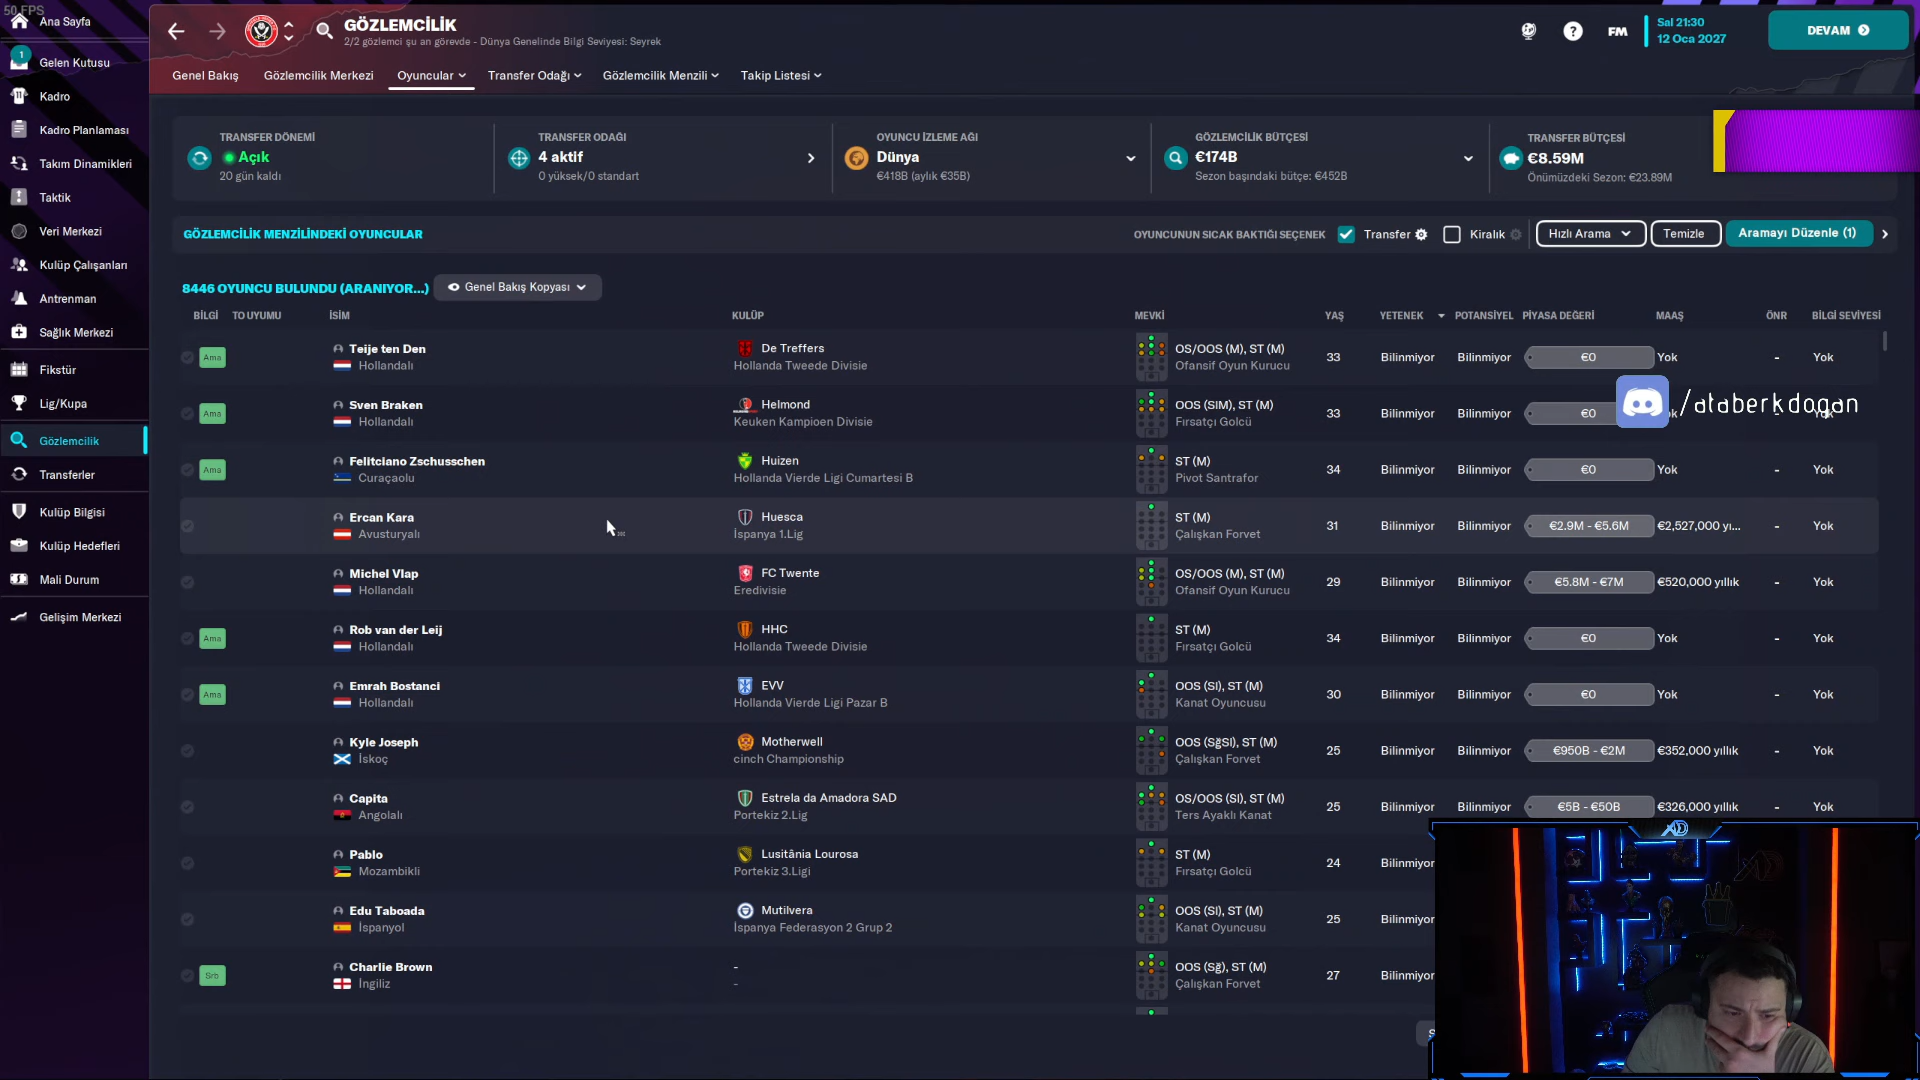 50 FPS
Ana Sayfa
1
Gelen Kutusu
Kadro
Kadro Planlaması
Takım Dinamikleri
Taktik
Veri Merkezi
Kulüp Çalışanları
Antrenman
Sağlık Merkezi
Fikstür
Lig/Kupa
Gözlemcilik
Transferler
Kulüp Bilgisi
Kulüp Hedefleri
Mali Durum
Gelişim Merkezi
GÖZLEMCİLİK
2/2 gözlemci şu an görevde - Dünya Genelinde Bilgi Seviyesi: Seyrek
FM
Sal 21:30
12 Oca 2027
DEVAM
Genel Bakış Gözlemcilik Merkezi Oyuncular Transfer Odağı Gözlemcilik Menzili Takip Listesi
TRANSFER DÖNEMİ
Açık
20 gün kaldı
TRANSFER ODAĞI
4 aktif
0 yüksek/0 standart
OYUNCU İZLEME AĞI
Dünya
€418B (aylık €35B)
GÖZLEMCİLİK BÜTÇESİ
€174B
Sezon başındaki bütçe: €452B
TRANSFER BÜTÇESİ
€8.59M
Önümüzdeki Sezon: €23.89M
GÖZLEMCİLİK MENZİLİNDEKİ OYUNCULAR
OYUNCUNUN SICAK BAKTIĞI SEÇENEK Transfer Kiralık Hızlı Arama Temizle Aramayı Düzenle (1)
8446 OYUNCU BULUNDU (ARANIYOR...) Genel Bakış Kopyası
BİLGİ TO UYUMU İSİM KULÜP MEVKİ YAŞ YETENEK POTANSİYEL PİYASA DEĞERİ MAAŞ ÖNR BİLGİ SEVİYESİ
Ama Teije ten Den De Treffers OS/OOS (M), ST (M) 33 Bilinmiyor Bilinmiyor €0 Yok - Yok
Hollandalı Hollanda Tweede Divisie Ofansif Oyun Kurucu
Ama Sven Braken Helmond OOS (SIM), ST (M) 33 Bilinmiyor Bilinmiyor €0
Hollandalı Keuken Kampioen Divisie Fırsatçı Golcü
/ataberkdogan
Ama Felitciano Zschusschen Huizen ST (M) 34 Bilinmiyor Bilinmiyor €0 Yok - Yok
Curaçaolu Hollanda Vierde Ligi Cumartesi B Pivot Santrafor
Ercan Kara Huesca ST (M) 31 Bilinmiyor Bilinmiyor €2.9M - €5.6M €2,527,000 yı... - Yok
Avusturyalı İspanya 1.Lig Çalışkan Forvet
Michel Vlap FC Twente OS/OOS (M), ST (M) 29 Bilinmiyor Bilinmiyor €5.8M - €7M €520,000 yıllık - Yok
Hollandalı Eredivisie Ofansif Oyun Kurucu
Ama Rob van der Leij HHC ST (M) 34 Bilinmiyor Bilinmiyor €0 Yok - Yok
Hollandalı Hollanda Tweede Divisie Fırsatçı Golcü
Ama Emrah Bostanci EVV OOS (SI), ST (M) 30 Bilinmiyor Bilinmiyor €0 Yok - Yok
Hollandalı Hollanda Vierde Ligi Pazar B Kanat Oyuncusu
Kyle Joseph Motherwell OOS (SğSI), ST (M) 25 Bilinmiyor Bilinmiyor €950B - €2M €352,000 yıllık - Yok
İskoç cinch Championship Çalışkan Forvet
Capita Estrela da Amadora SAD OS/OOS (SI), ST (M) 25 Bilinmiyor Bilinmiyor €5B - €50B €326,000 yıllık - Yok
Angolalı Portekiz 2.Lig Ters Ayaklı Kanat
Pablo Lusitânia Lourosa ST (M) 24 Bilinmiyor
Mozambikli Portekiz 3.Ligi Fırsatçı Golcü
Edu Taboada Mutilvera OOS (SI), ST (M) 25 Bilinmiyor
İspanyol İspanya Federasyon 2 Grup 2 Kanat Oyuncusu
Srb Charlie Brown - OOS (Sğ), ST (M) 27 Bilinmiyor
İngiliz - Çalışkan Forvet